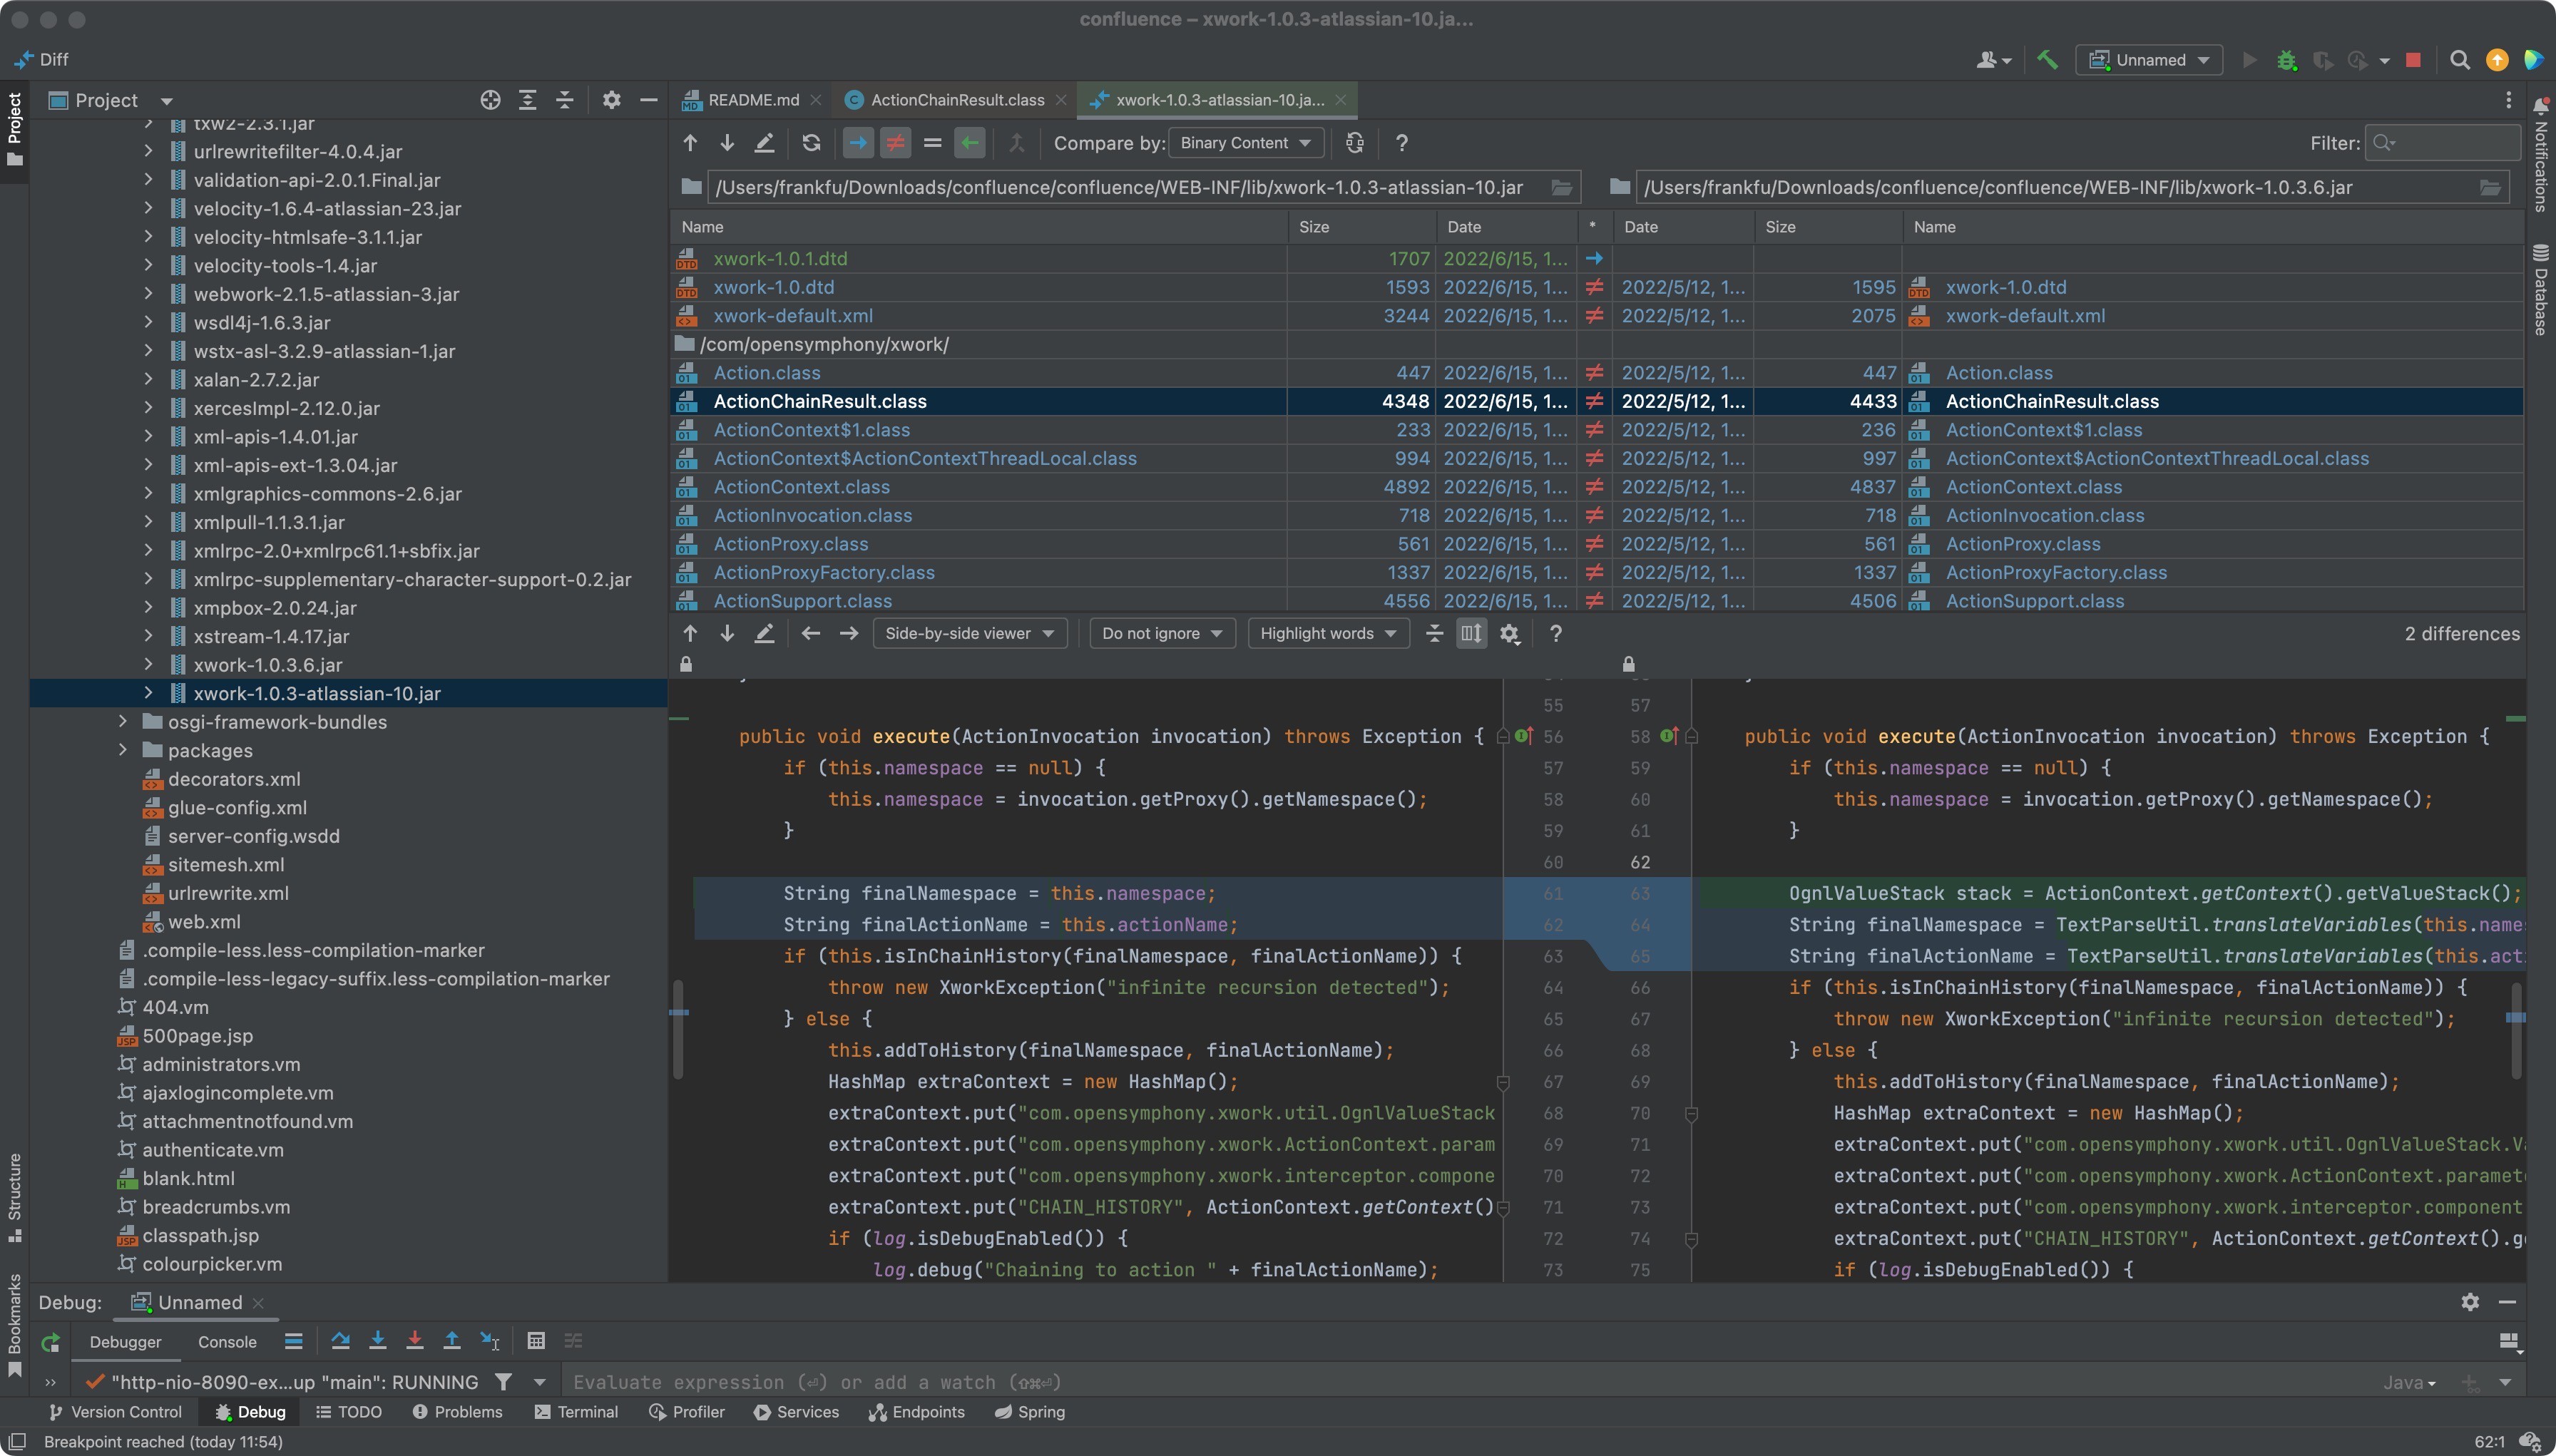 confluence – xwork-1.0.3-atlassian-10.ja...
Diff
Unnamed
Project
Project
README.md
ActionChainResult.class
xwork-1.0.3-atlassian-10.ja...
Notifications
Database
Compare by: Binary Content
?
Filter:
/Users/frankfu/Downloads/confluence/confluence/WEB-INF/lib/xwork-1.0.3-atlassian-10.jar
/Users/frankfu/Downloads/confluence/confluence/WEB-INF/lib/xwork-1.0.3.6.jar
Name Size Date * Date Size Name
xwork-1.0.1.dtd 1707 2022/6/15, 1...
xwork-1.0.dtd 1593 2022/6/15, 1... ≠ 2022/5/12, 1... 1595 xwork-1.0.dtd
xwork-default.xml 3244 2022/6/15, 1... ≠ 2022/5/12, 1... 2075 xwork-default.xml
/com/opensymphony/xwork/
Action.class 447 2022/6/15, 1... ≠ 2022/5/12, 1... 447 Action.class
ActionChainResult.class 4348 2022/6/15, 1... ≠ 2022/5/12, 1... 4433 ActionChainResult.class
ActionContext$1.class 233 2022/6/15, 1... ≠ 2022/5/12, 1... 236 ActionContext$1.class
ActionContext$ActionContextThreadLocal.class 994 2022/6/15, 1... ≠ 2022/5/12, 1... 997 ActionContext$ActionContextThreadLocal.class
ActionContext.class 4892 2022/6/15, 1... ≠ 2022/5/12, 1... 4837 ActionContext.class
ActionInvocation.class 718 2022/6/15, 1... ≠ 2022/5/12, 1... 718 ActionInvocation.class
ActionProxy.class 561 2022/6/15, 1... ≠ 2022/5/12, 1... 561 ActionProxy.class
ActionProxyFactory.class 1337 2022/6/15, 1... ≠ 2022/5/12, 1... 1337 ActionProxyFactory.class
ActionSupport.class 4556 2022/6/15, 1... ≠ 2022/5/12, 1... 4506 ActionSupport.class
txw2-2.3.1.jar
urlrewritefilter-4.0.4.jar
validation-api-2.0.1.Final.jar
velocity-1.6.4-atlassian-23.jar
velocity-htmlsafe-3.1.1.jar
velocity-tools-1.4.jar
webwork-2.1.5-atlassian-3.jar
wsdl4j-1.6.3.jar
wstx-asl-3.2.9-atlassian-1.jar
xalan-2.7.2.jar
xercesImpl-2.12.0.jar
xml-apis-1.4.01.jar
xml-apis-ext-1.3.04.jar
xmlgraphics-commons-2.6.jar
xmlpull-1.1.3.1.jar
xmlrpc-2.0+xmlrpc61.1+sbfix.jar
xmlrpc-supplementary-character-support-0.2.jar
xmpbox-2.0.24.jar
xstream-1.4.17.jar
xwork-1.0.3.6.jar
xwork-1.0.3-atlassian-10.jar
osgi-framework-bundles
packages
decorators.xml
glue-config.xml
server-config.wsdd
sitemesh.xml
urlrewrite.xml
web.xml
.compile-less.less-compilation-marker
.compile-less-legacy-suffix.less-compilation-marker
404.vm
500page.jsp
administrators.vm
ajaxlogincomplete.vm
attachmentnotfound.vm
authenticate.vm
blank.html
breadcrumbs.vm
classpath.jsp
colourpicker.vm
Structure
Bookmarks
Side-by-side viewer Do not ignore Highlight words ? 2 differences
55 57
public void execute(ActionInvocation invocation) throws Exception { 56 58 public void execute(ActionInvocation invocation) throws Exception {
if (this.namespace == null) { 57 59 if (this.namespace == null) {
this.namespace = invocation.getProxy().getNamespace(); 58 60 this.namespace = invocation.getProxy().getNamespace();
} 59 61 }
60 62
String finalNamespace = this.namespace; 61 63 OgnlValueStack stack = ActionContext.getContext().getValueStack();
String finalActionName = this.actionName; 62 64 String finalNamespace = TextParseUtil.translateVariables(this.name
if (this.isInChainHistory(finalNamespace, finalActionName)) { 63 65 String finalActionName = TextParseUtil.translateVariables(this.act
throw new XworkException("infinite recursion detected"); 64 66 if (this.isInChainHistory(finalNamespace, finalActionName)) {
} else { 65 67 throw new XworkException("infinite recursion detected");
this.addToHistory(finalNamespace, finalActionName); 66 68 } else {
HashMap extraContext = new HashMap(); 67 69 this.addToHistory(finalNamespace, finalActionName);
extraContext.put("com.opensymphony.xwork.util.OgnlValueStack 68 70 HashMap extraContext = new HashMap();
extraContext.put("com.opensymphony.xwork.ActionContext.param 69 71 extraContext.put("com.opensymphony.xwork.util.OgnlValueStack.Va
extraContext.put("com.opensymphony.xwork.interceptor.compone 70 72 extraContext.put("com.opensymphony.xwork.ActionContext.paramet
extraContext.put("CHAIN_HISTORY", ActionContext.getContext() 71 73 extraContext.put("com.opensymphony.xwork.interceptor.component
if (log.isDebugEnabled()) { 72 74 extraContext.put("CHAIN_HISTORY", ActionContext.getContext().g
log.debug("Chaining to action " + finalActionName); 73 75 if (log.isDebugEnabled()) {
Debug: Unnamed
Debugger Console
"http-nio-8090-ex...up "main": RUNNING
Evaluate expression (⏎) or add a watch (⇧⌘⏎)
Java
Version Control Debug TODO Problems Terminal Profiler Services Endpoints Spring
Breakpoint reached (today 11:54)
62:1